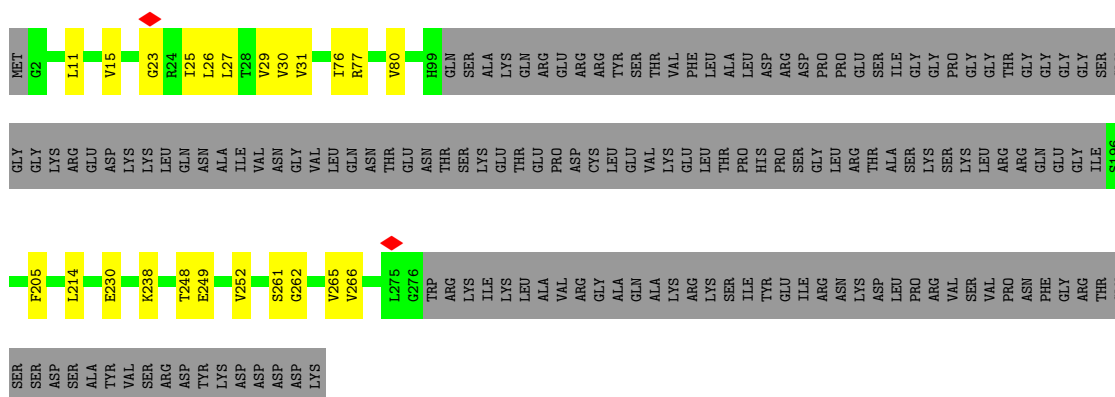 MET G2 L11 V15 G23 R24 I25 L26 L27 T28 V29 V30 V31 I76 R77 V80 H99 GLN SER ALA LYS GLN ARG GLU ARG ARG TYR SER THR VAL PHE LEU ALA LEU ASP ARG ASP PRO PRO GLU SER ILE GLY GLY PRO GLY GLY THR GLY GLY GLY GLY SER
GLY GLY LYS ARG GLU ASP LYS LYS LEU GLN ASN ALA ILE VAL ASN GLY VAL LEU GLN ASN THR GLU ASN THR SER LYS GLU THR GLU PRO ASP CYS LEU GLU VAL LYS GLU LEU THR PRO HIS PRO SER GLY LEU ARG THR ALA SER LYS SER LYS LEU ARG ARG GLN GLU GLY ILE S196
F205 L214 E230 K238 T248 E249 V252 S261 G262 V265 V266 L275 G276 TRP ARG LYS ILE LYS LEU ALA VAL ARG GLY ALA GLN ALA LYS ARG LYS SER ILE TYR GLU ILE ARG ASN LYS ASP LEU PRO ARG VAL SER VAL PRO ASN PHE GLY ARG THR
SER SER ASP SER ALA TYR VAL SER ARG ASP TYR LYS ASP ASP ASP ASP LYS